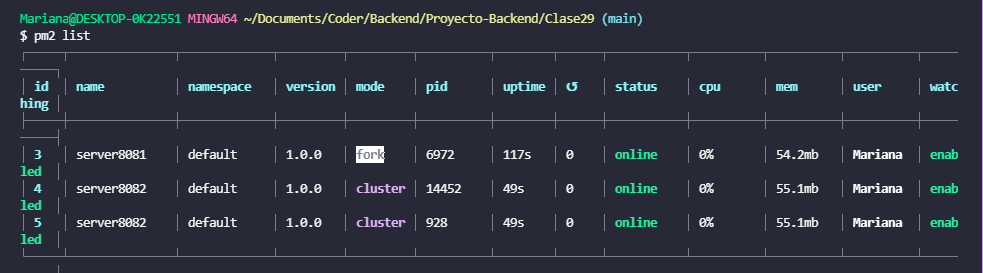 Mariana@DESKTOP-0K22551 MINGW64 ~/Documents/Coder/Backend/Proyecto-Backend/Clase29 (main)
$ pm2 list
│ id │ name │ namespace │ version │ mode │ pid │ uptime │ ↺ │ status │ cpu │ mem │ user │ watc
hing │
│ 3 │ server8081 │ default │ 1.0.0 │ fork │ 6972 │ 117s │ 0 │ online │ 0% │ 54.2mb │ Mariana │ enab
led │
│ 4 │ server8082 │ default │ 1.0.0 │ cluster │ 14452 │ 49s │ 0 │ online │ 0% │ 55.1mb │ Mariana │ enab
led │
│ 5 │ server8082 │ default │ 1.0.0 │ cluster │ 928 │ 49s │ 0 │ online │ 0% │ 55.1mb │ Mariana │ enab
led │